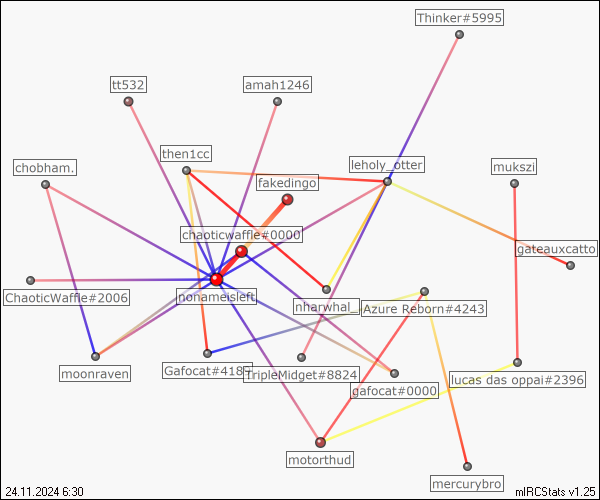 Thinker#5995
tt532
amah1246
then1cc
chobham.
leholy_otter
mukszi
fakedingo
chaoticwaffle#0000
gateauxcatto
ChaoticWaffle#2006
nonameisleft
nharwhal_
Azure Reborn#4243
moonraven
Gafocat#418
TripleMidget#8824
gafocat#0000
lucas das oppai#2396
motorthud
mercurybro
24.11.2024 6:30
mIRCStats v1.25